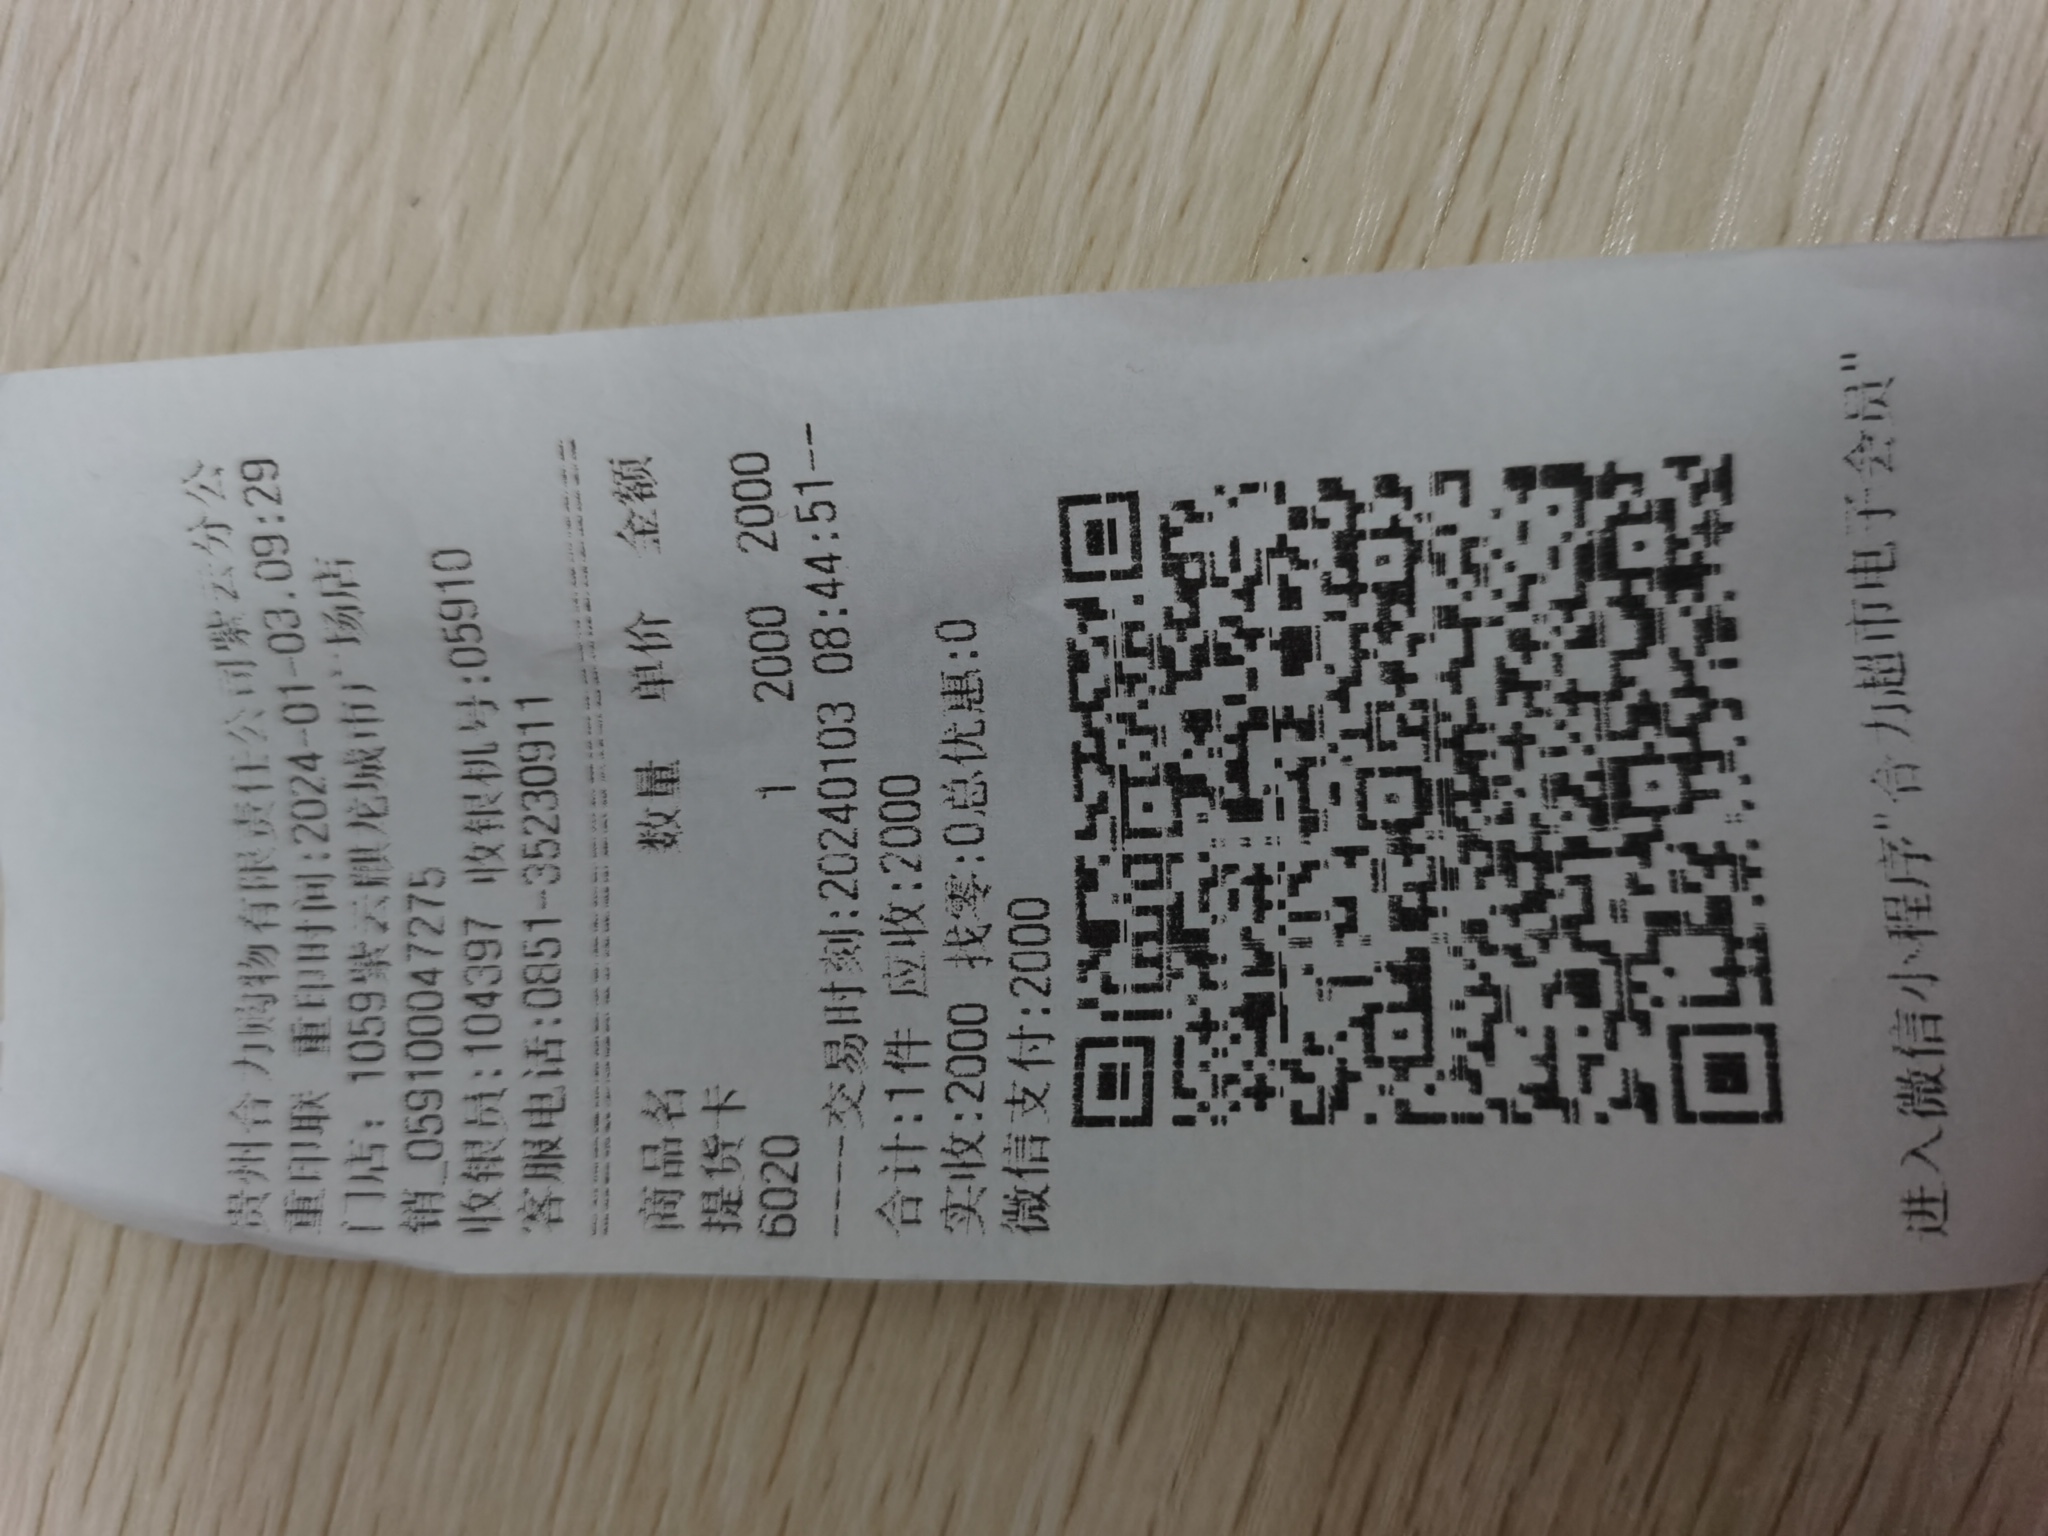 贵州合力购物有限责任公司紫云分公
重印联 重印时间:2024-01-03.09:29
门店: 1059紫云麒龙城市广场店
销_059100047275
收银员:104397 收银机号:05910
客服电话:0851-35230911
商品名 数量 单价 金额
提货卡
6020 1 2000 2000
-----交易时刻:20240103 08:44:51--
合计:1件 应收:2000
实收:2000 找零:0总优惠:0
微信支付:2000
进入微信小程序"合力超市电子会员"